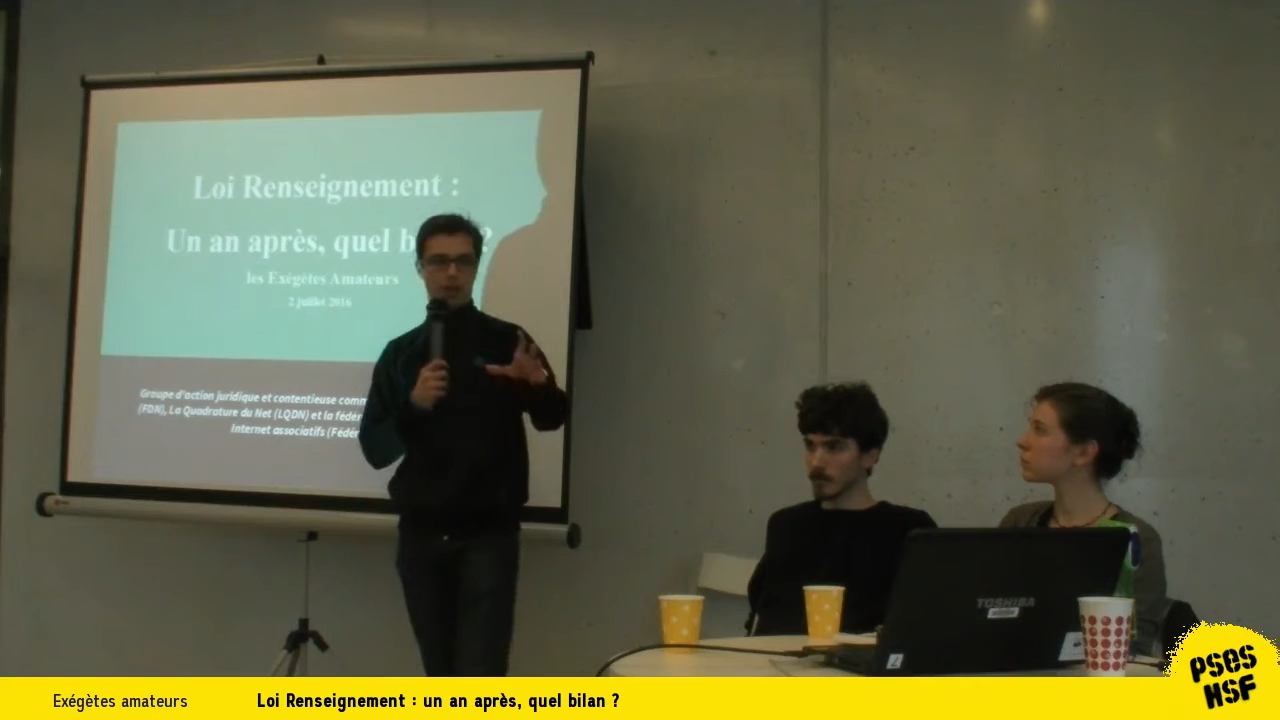 Loi Renseignement :
Un an après, quel b ?
les Exégètes Amateurs
2 juillet 2016
Groupe d'action juridique et contentieuse comm
(FDN), La Quadrature du Net (LQDN) et la fédér
Internet associatifs (Fédér
TOSHIBA
7
Exégètes amateurs
Loi Renseignement : un an après, quel bilan ?
PSES
HSF